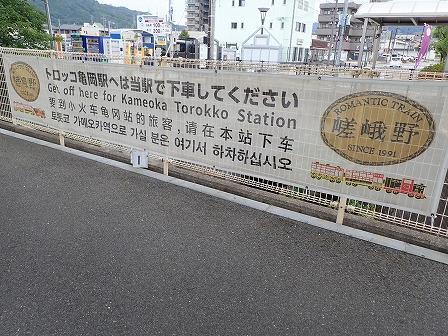 トロッコ亀岡駅へは当駅で下車してください
Get off here for Kameoka Torokko Station
要到小火车龟冈站的旅客,请在本站下车
토롯코 가메오카역으로 가실 분은 여기서 하차하십시오
ROMANTIC TRAIN
嵯峨野
SINCE 1991